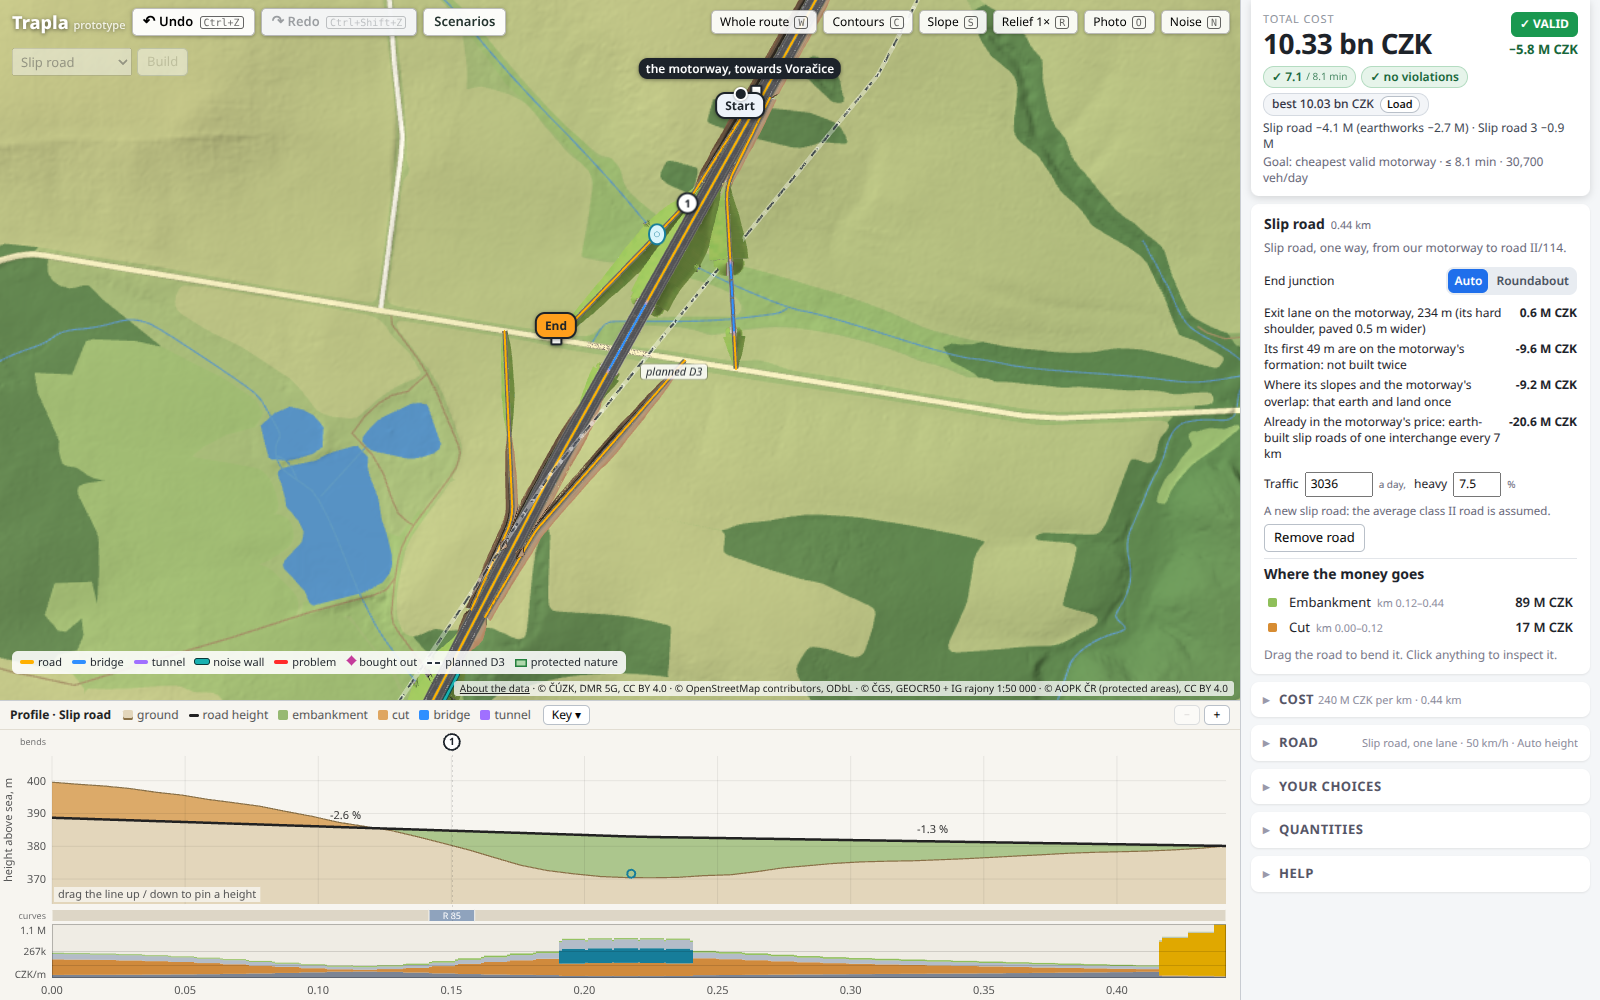 Trapla prototype
↶ Undo Ctrl+Z
↷ Redo Ctrl+Shift+Z
Scenarios
Whole route W
Contours C
Slope S
Relief 1× R
Photo O
Noise N
Slip road
Build
the motorway, towards Voračice
Start
1
End
planned D3
road
bridge
tunnel
noise wall
problem
bought out
planned D3
protected nature
About the data · © ČÚZK, DMR 5G, CC BY 4.0 · © OpenStreetMap contributors, ODbL · © ČGS, GEOCR50 + IG rajony 1:50 000 · © AOPK ČR (protected areas), CC BY 4.0
TOTAL COST
10.33 bn CZK
✓ VALID
−5.8 M CZK
✓ 7.1 / 8.1 min
✓ no violations
best 10.03 bn CZK Load
Slip road −4.1 M (earthworks −2.7 M) · Slip road 3 −0.9
M
Goal: cheapest valid motorway · ≤ 8.1 min · 30,700
veh/day
Slip road 0.44 km
Slip road, one way, from our motorway to road II/114.
End junction Auto Roundabout
Exit lane on the motorway, 234 m (its hard 0.6 M CZK
shoulder, paved 0.5 m wider)
Its first 49 m are on the motorway's -9.6 M CZK
formation: not built twice
Where its slopes and the motorway's -9.2 M CZK
overlap: that earth and land once
Already in the motorway's price: earth- -20.6 M CZK
built slip roads of one interchange every 7
km
Traffic 3036 a day, heavy 7.5 %
A new slip road: the average class II road is assumed.
Remove road
Where the money goes
Embankment km 0.12–0.44 89 M CZK
Cut km 0.00–0.12 17 M CZK
Drag the road to bend it. Click anything to inspect it.
▶ COST 240 M CZK per km · 0.44 km
▶ ROAD Slip road, one lane · 50 km/h · Auto height
▶ YOUR CHOICES
▶ QUANTITIES
▶ HELP
Profile · Slip road
ground
road height
embankment
cut
bridge
tunnel
Key ▾
−
+
bends
1
height above sea, m
400
390
380
370
-2.6 %
-1.3 %
drag the line up / down to pin a height
curves
R 85
1.1 M
267k
CZK/m
0.00 0.05 0.10 0.15 0.20 0.25 0.30 0.35 0.40